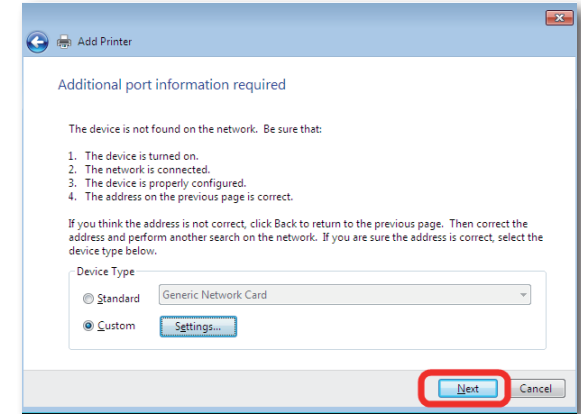 Add Printer
Additional port information required
The device is not found on the network. Be sure that:
1. The device is turned on.
2. The network is connected.
3. The device is properly configured.
4. The address on the previous page is correct.
If you think the address is not correct, click Back to return to the previous page. Then correct the
address and perform another search on the network. If you are sure the address is correct, select the
device type below.
Device Type
Standard Generic Network Card
Custom Settings...
Next Cancel